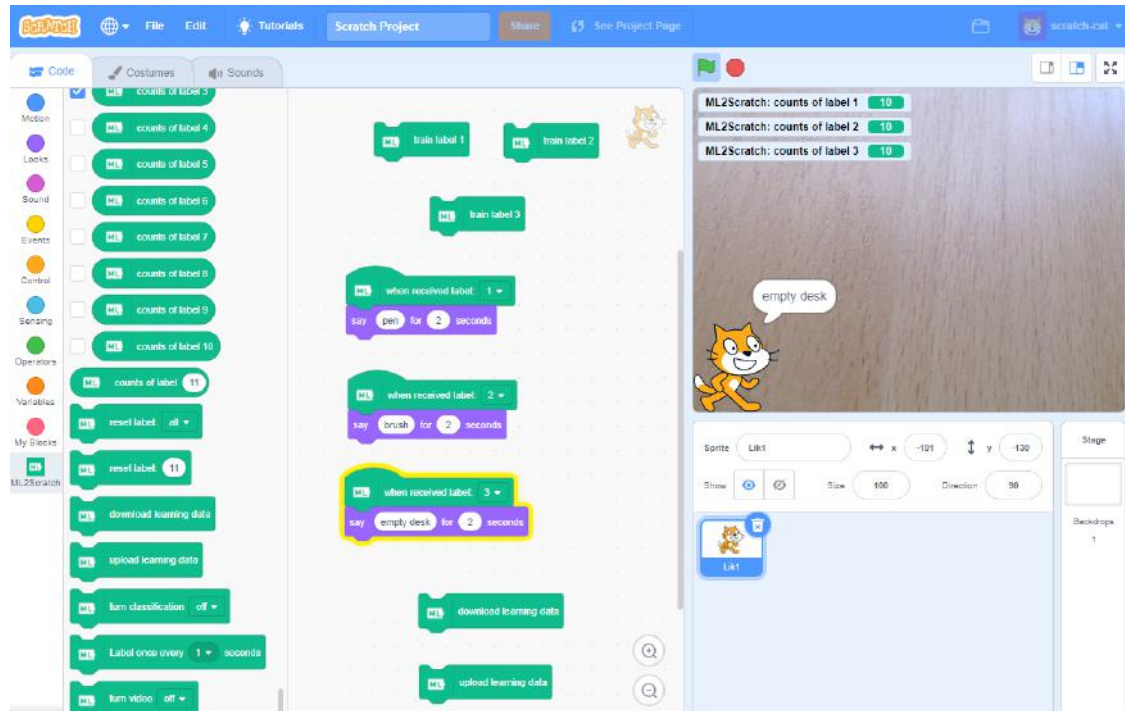 SCRATCH File Edit Tutorials Scratch Project Share See Project Page scratch-cat
Code Costumes Sounds
Motion
Looks
Sound
Events
Control
Sensing
Operators
Variables
My Blocks
ML2Scratch
ML counts of label 3
ML counts of label 4
ML counts of label 5
ML counts of label 6
ML counts of label 7
ML counts of label 8
ML counts of label 9
ML counts of label 10
ML counts of label 11
ML reset label: all
ML reset label: 11
ML download learning data
ML upload learning data
ML turn classification off
ML Label once every 1 seconds
ML turn video off
ML train label 1
ML train label 2
ML train label 3
ML when received label: 1
say pen for 2 seconds
ML when received label: 2
say brush for 2 seconds
ML when received label: 3
say empty desk for 2 seconds
ML download learning data
ML upload learning data
ML2Scratch: counts of label 1 10
ML2Scratch: counts of label 2 10
ML2Scratch: counts of label 3 10
empty desk
Sprite Lik1 x -191 y -130
Show Size 100 Direction 90
Lik1
Stage
Backdrops
1